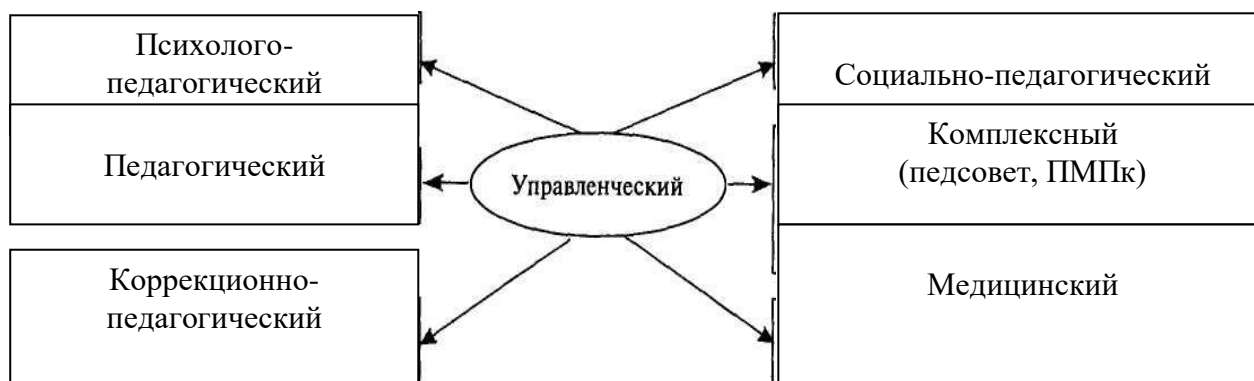 Психолого-
педагогический
Педагогический
Коррекционно-
педагогический
Управленческий
Социально-педагогический
Комплексный
(педсовет, ПМПк)
Медицинский